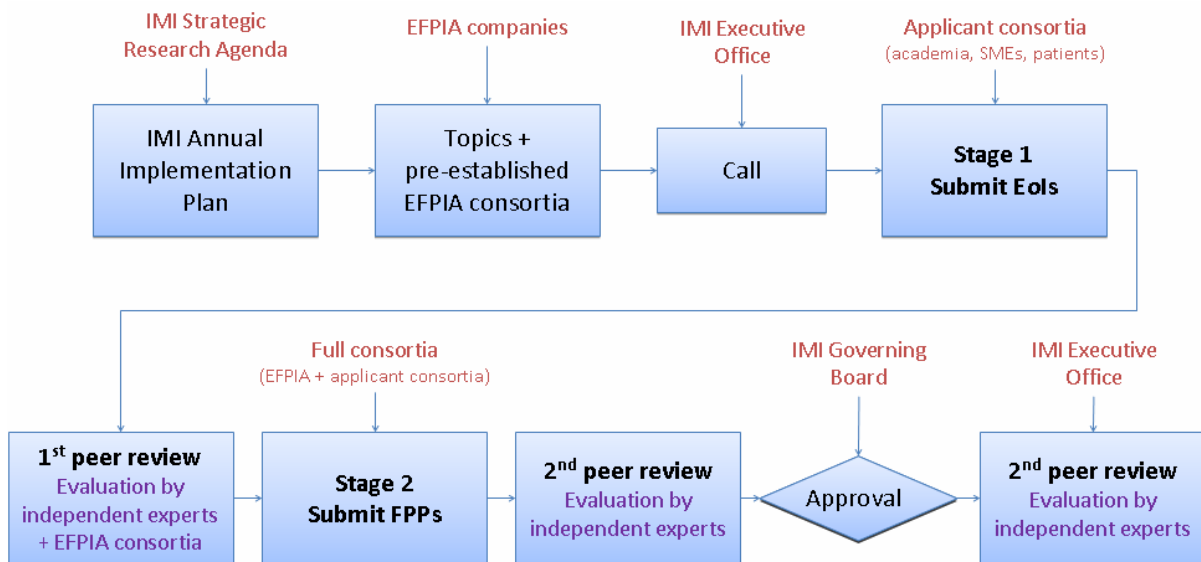 IMI Strategic
Research Agenda
EFPIA companies
IMI Executive
Office
Applicant consortia
(academia, SMEs, patients)
IMI Annual
Implementation
Plan
Topics +
pre-established
EFPIA consortia
Call
Stage 1
Submit EoIs
Full consortia
(EFPIA + applicant consortia)
IMI Governing
Board
IMI Executive
Office
1st peer review
Evaluation by
independent experts
+ EFPIA consortia
Stage 2
Submit FPPs
2nd peer review
Evaluation by
independent experts
Approval
2nd peer review
Evaluation by
independent experts